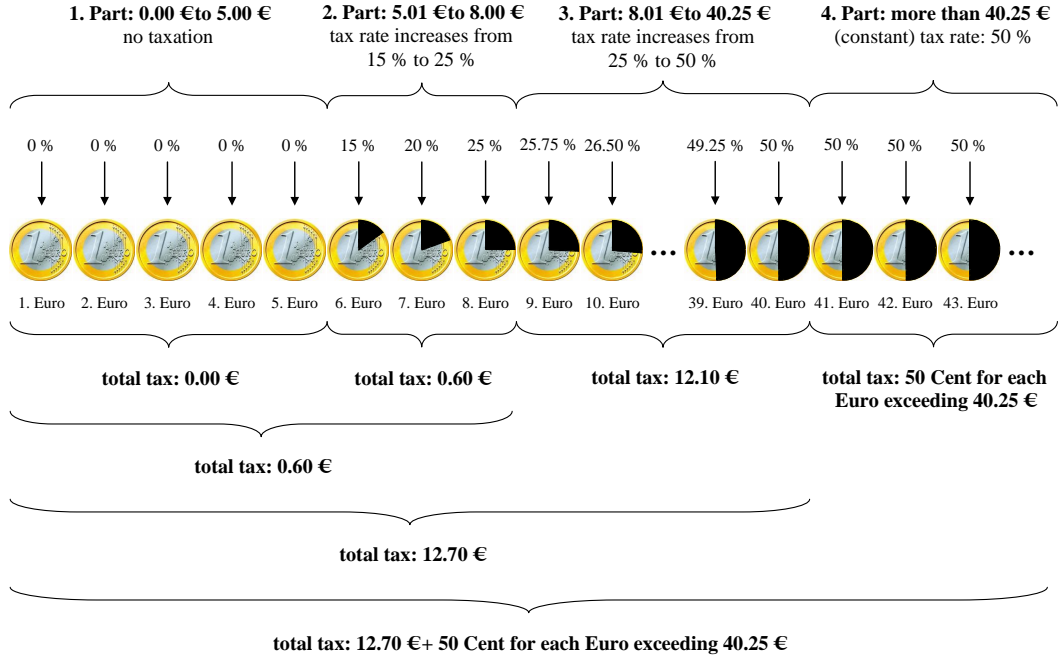 1. Part: 0.00 €to 5.00 €
no taxation
2. Part: 5.01 €to 8.00 €
tax rate increases from
15 % to 25 %
3. Part: 8.01 €to 40.25 €
tax rate increases from
25 % to 50 %
4. Part: more than 40.25 €
(constant) tax rate: 50 %
0 % 0 % 0 % 0 % 0 % 15 % 20 % 25 % 25.75 % 26.50 % 49.25 % 50 % 50 % 50 % 50 %
... ...
1. Euro 2. Euro 3. Euro 4. Euro 5. Euro 6. Euro 7. Euro 8. Euro 9. Euro 10. Euro 39. Euro 40. Euro 41. Euro 42. Euro 43. Euro
total tax: 0.00 €
total tax: 0.60 €
total tax: 12.10 €
total tax: 50 Cent for each
Euro exceeding 40.25 €
total tax: 0.60 €
total tax: 12.70 €
total tax: 12.70 €+ 50 Cent for each Euro exceeding 40.25 €